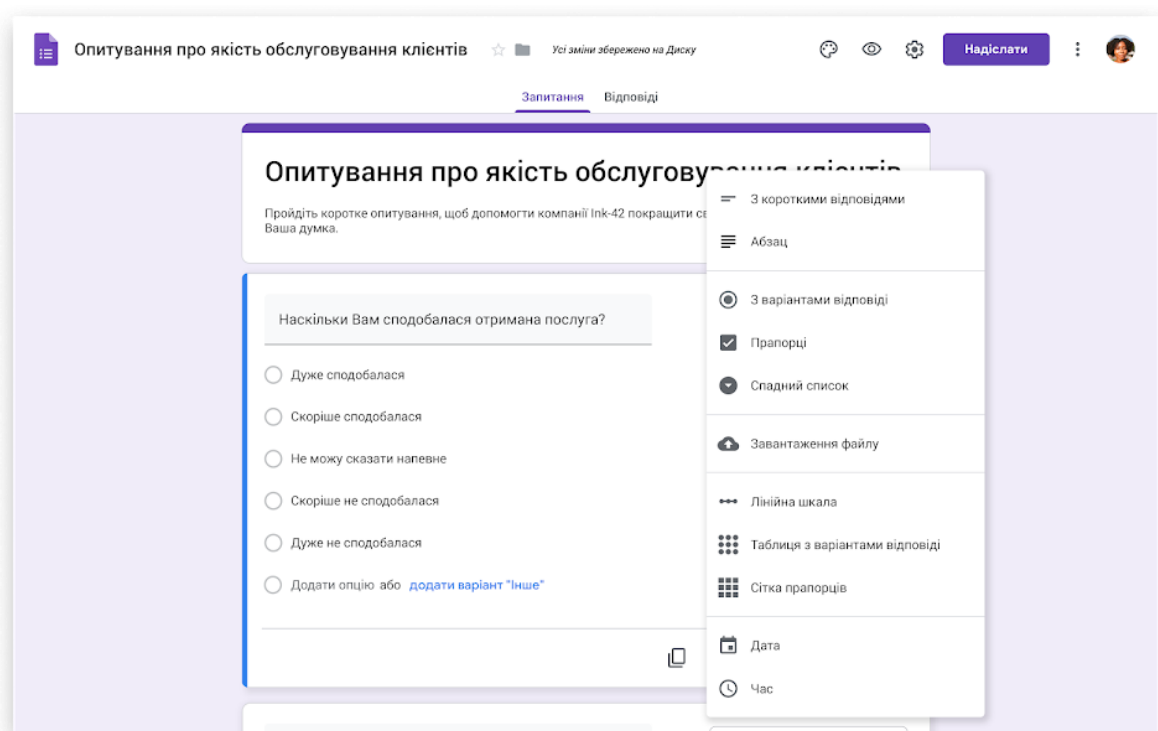 Опитування про якість обслуговування клієнтів
Усі зміни збережено на Диску
Надіслати
Запитання
Відповіді
Опитування про якість обслуговування клієнтів
Пройдіть коротке опитування, щоб допомогти компанії Ink-42 покращити
Ваша думка.
Наскільки Вам сподобалася отримана послуга?
Дуже сподобалася
Скоріше сподобалася
Не можу сказати напевне
Скоріше не сподобалася
Дуже не сподобалася
Додати опцію або додати варіант "Інше"
З короткими відповідями
Абзац
З варіантами відповіді
Прапорці
Спадний список
Завантаження файлу
Лінійна шкала
Таблиця з варіантами відповіді
Сітка прапорців
Дата
Час